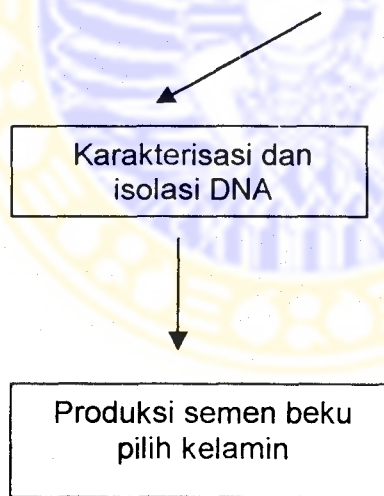 Karakterisasi dan
isolasi DNA
Produksi semen beku
pilih kelamin